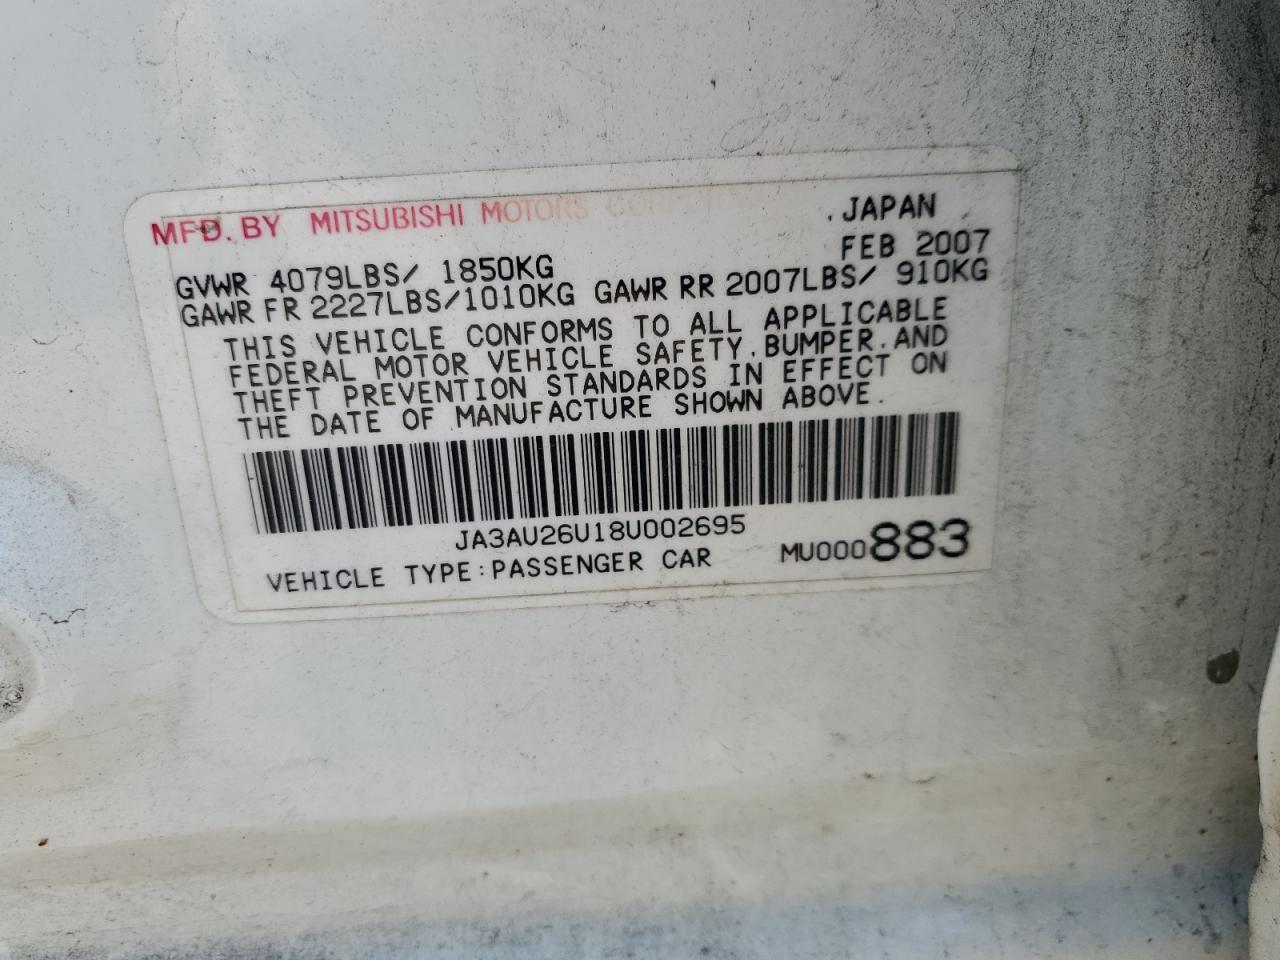 MFD. BY MITSUBISHI MOTORS CORPORATION . JAPAN
FEB 2007
GVWR 4079LBS/ 1850KG
GAWR FR 2227LBS/1010KG GAWR RR 2007LBS/ 910KG
THIS VEHICLE CONFORMS TO ALL APPLICABLE
FEDERAL MOTOR VEHICLE SAFETY, BUMPER, AND
THEFT PREVENTION STANDARDS IN EFFECT ON
THE DATE OF MANUFACTURE SHOWN ABOVE.
JA3AU26U18U002695
VEHICLE TYPE:PASSENGER CAR MU000883